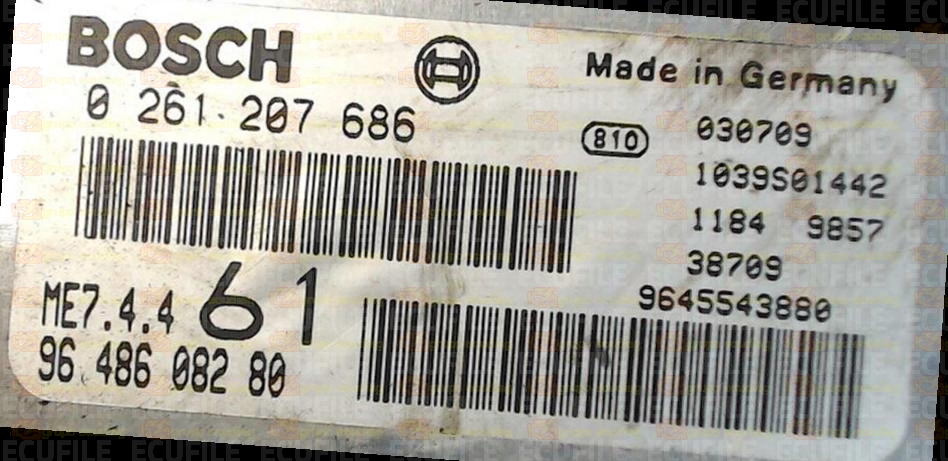 BOSCH
Made in Germany
0 261 207 686
810 030709
1039S01442
1184 9857
38709
9645543880
ME7.4.4 61
96 486 082 80
ECUFILE